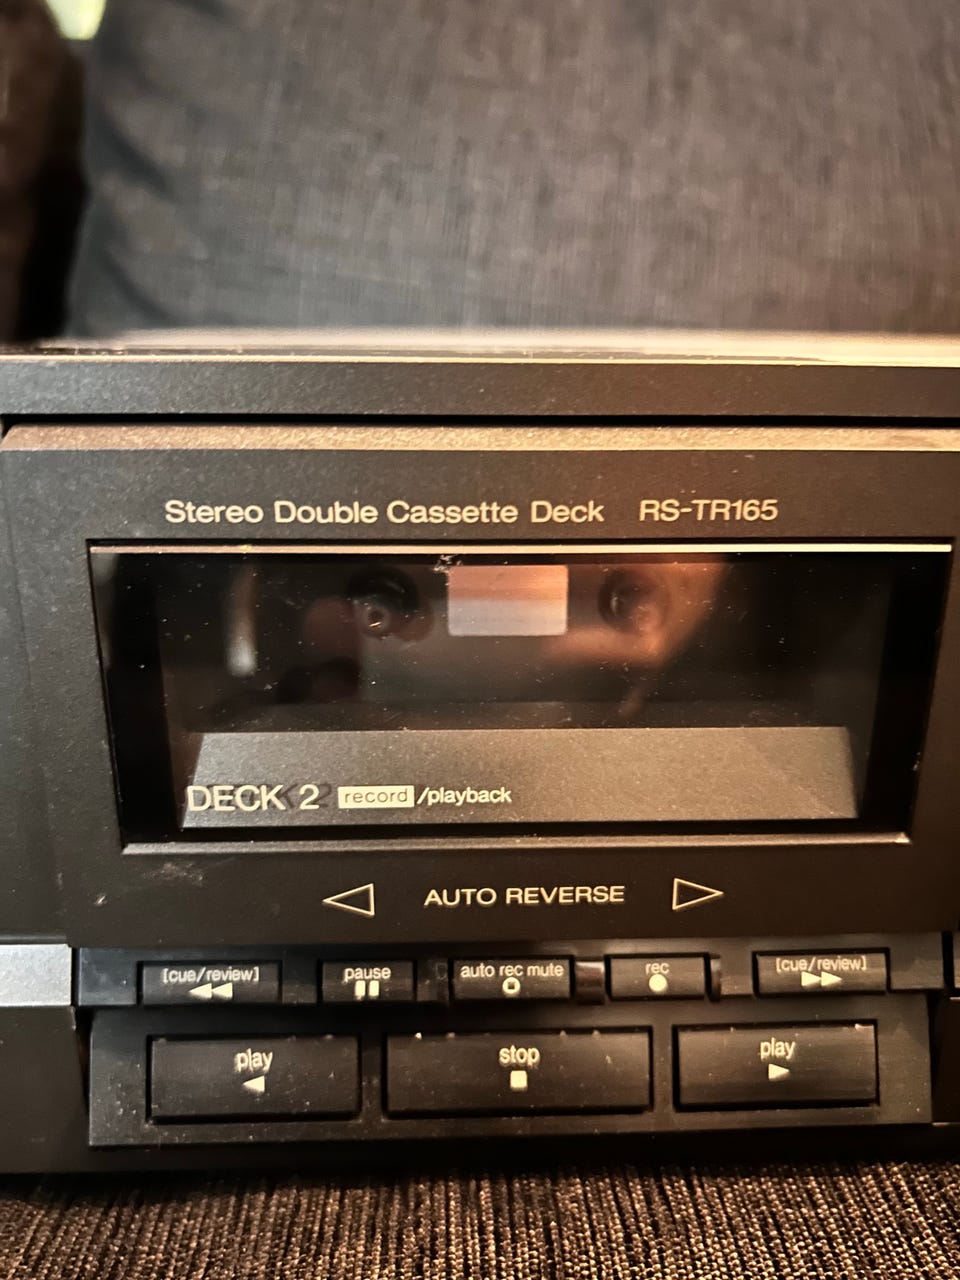 Stereo Double Cassette Deck RS-TR165
DECK 2 record/playback
AUTO REVERSE
[cue/review] pause auto rec mute rec [cue/review]
play stop play